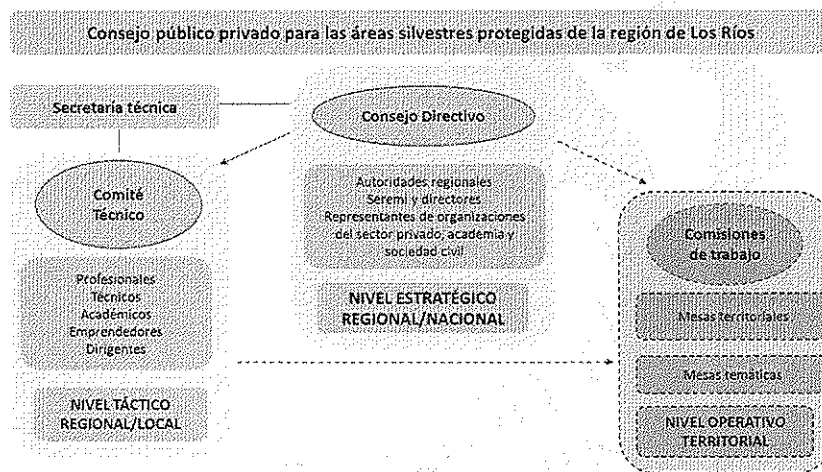 Consejo público privado para las áreas silvestres protegidas de la región de Los Ríos
Secretaría técnica
Consejo Directivo
Autoridades regionales
Seremi y directores
Representantes de organizaciones
del sector privado, academia y
sociedad civil
NIVEL ESTRATÉGICO
REGIONAL/NACIONAL
Comité
Técnico
Profesionales
Técnicos
Académicos
Emprendedores
Dirigentes
NIVEL TÁCTICO
REGIONAL/LOCAL
Comisiones
de trabajo
Mesas territoriales
Mesas temáticas
NIVEL OPERATIVO
TERRITORIAL